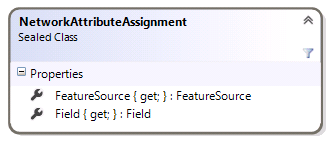 NetworkAttributeAssignment
Sealed Class
Properties
FeatureSource { get; } : FeatureSource
Field { get; } : Field